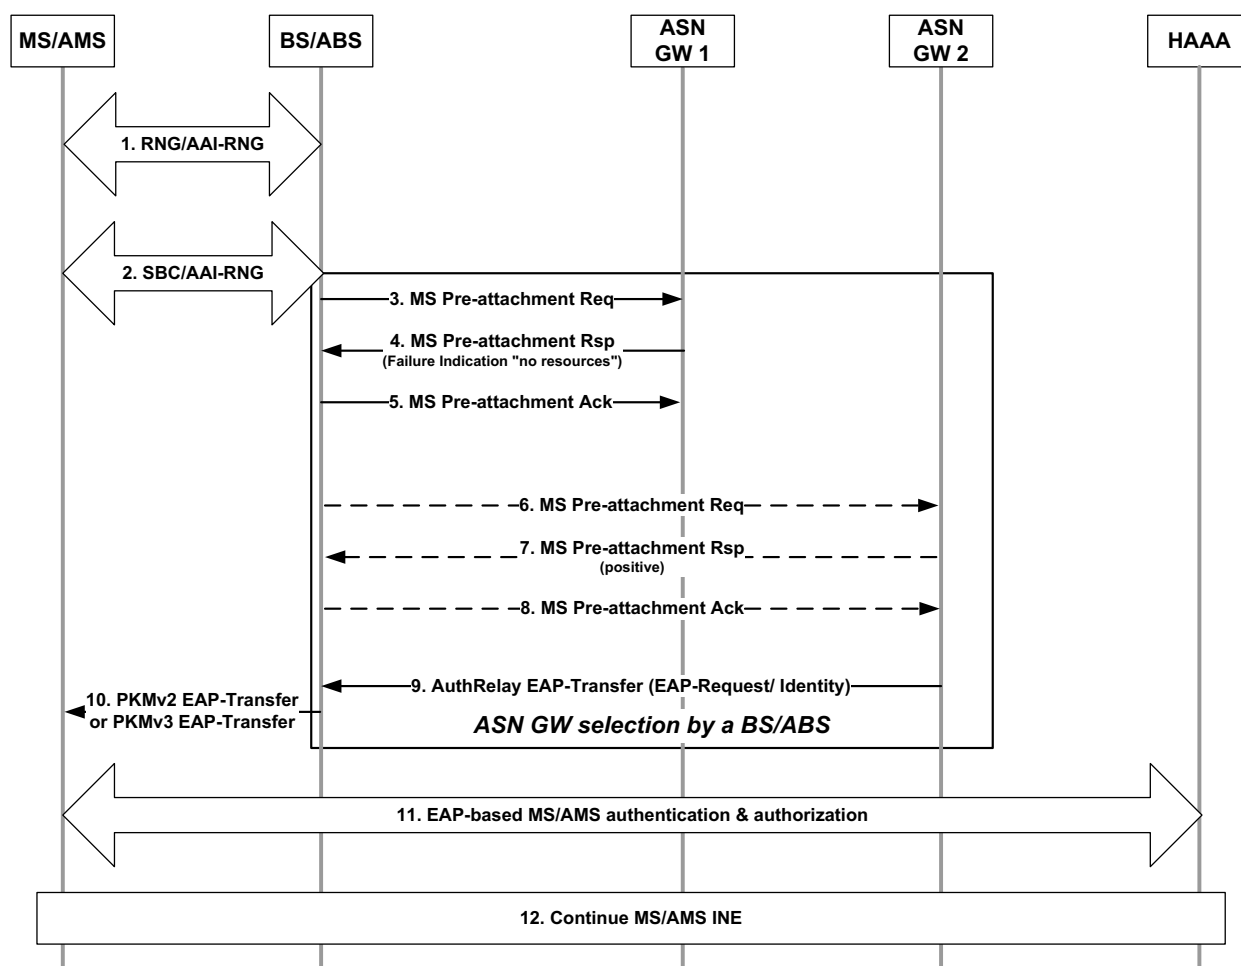 MS/AMS
BS/ABS
ASN
GW 1
ASN
GW 2
HAAA
1. RNG/AAI-RNG
2. SBC/AAI-RNG
3. MS Pre-attachment Req
4. MS Pre-attachment Rsp
(Failure Indication "no resources")
5. MS Pre-attachment Ack
6. MS Pre-attachment Req
7. MS Pre-attachment Rsp
(positive)
8. MS Pre-attachment Ack
9. AuthRelay EAP-Transfer (EAP-Request/ Identity)
10. PKMv2 EAP-Transfer
or PKMv3 EAP-Transfer
ASN GW selection by a BS/ABS
11. EAP-based MS/AMS authentication & authorization
12. Continue MS/AMS INE